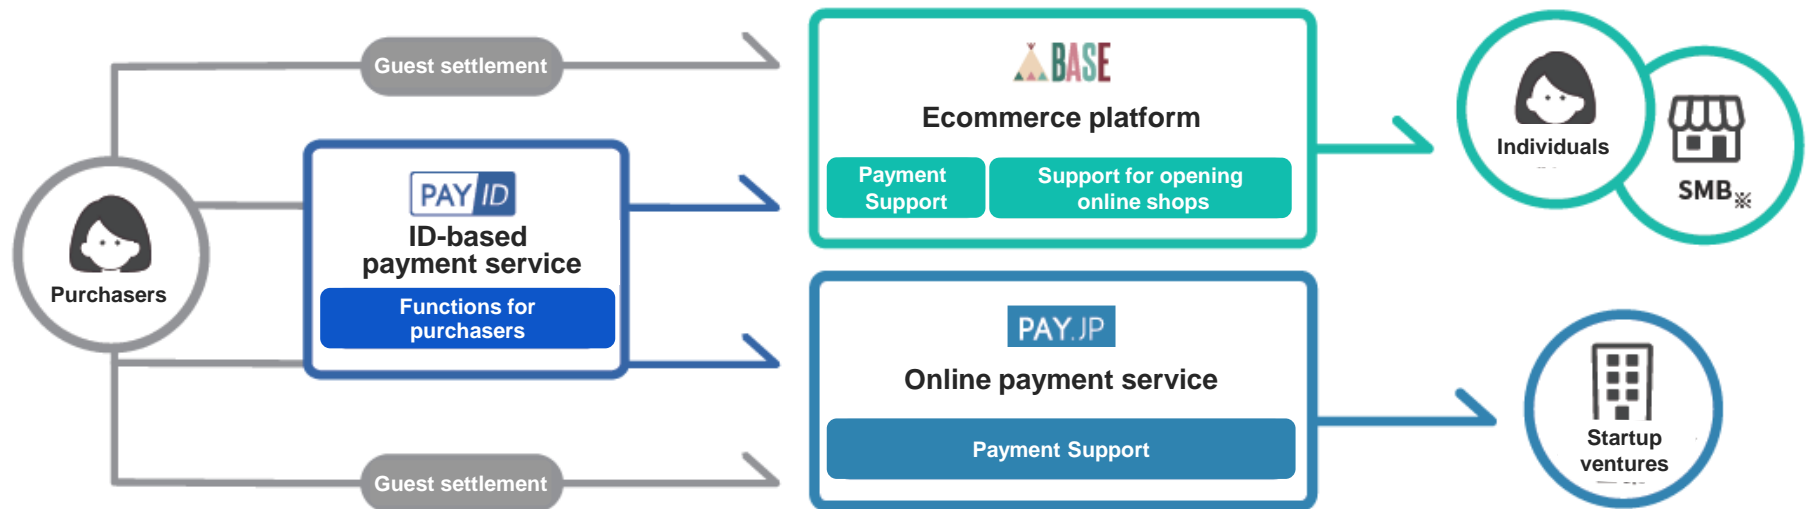 Guest settlement
BASE
Ecommerce platform
Payment
Support
Support for opening
online shops
Individuals
SMB※
PAY ID
ID-based
payment service
Functions for
purchasers
Purchasers
PAY.JP
Online payment service
Payment Support
Startup
ventures
Guest settlement